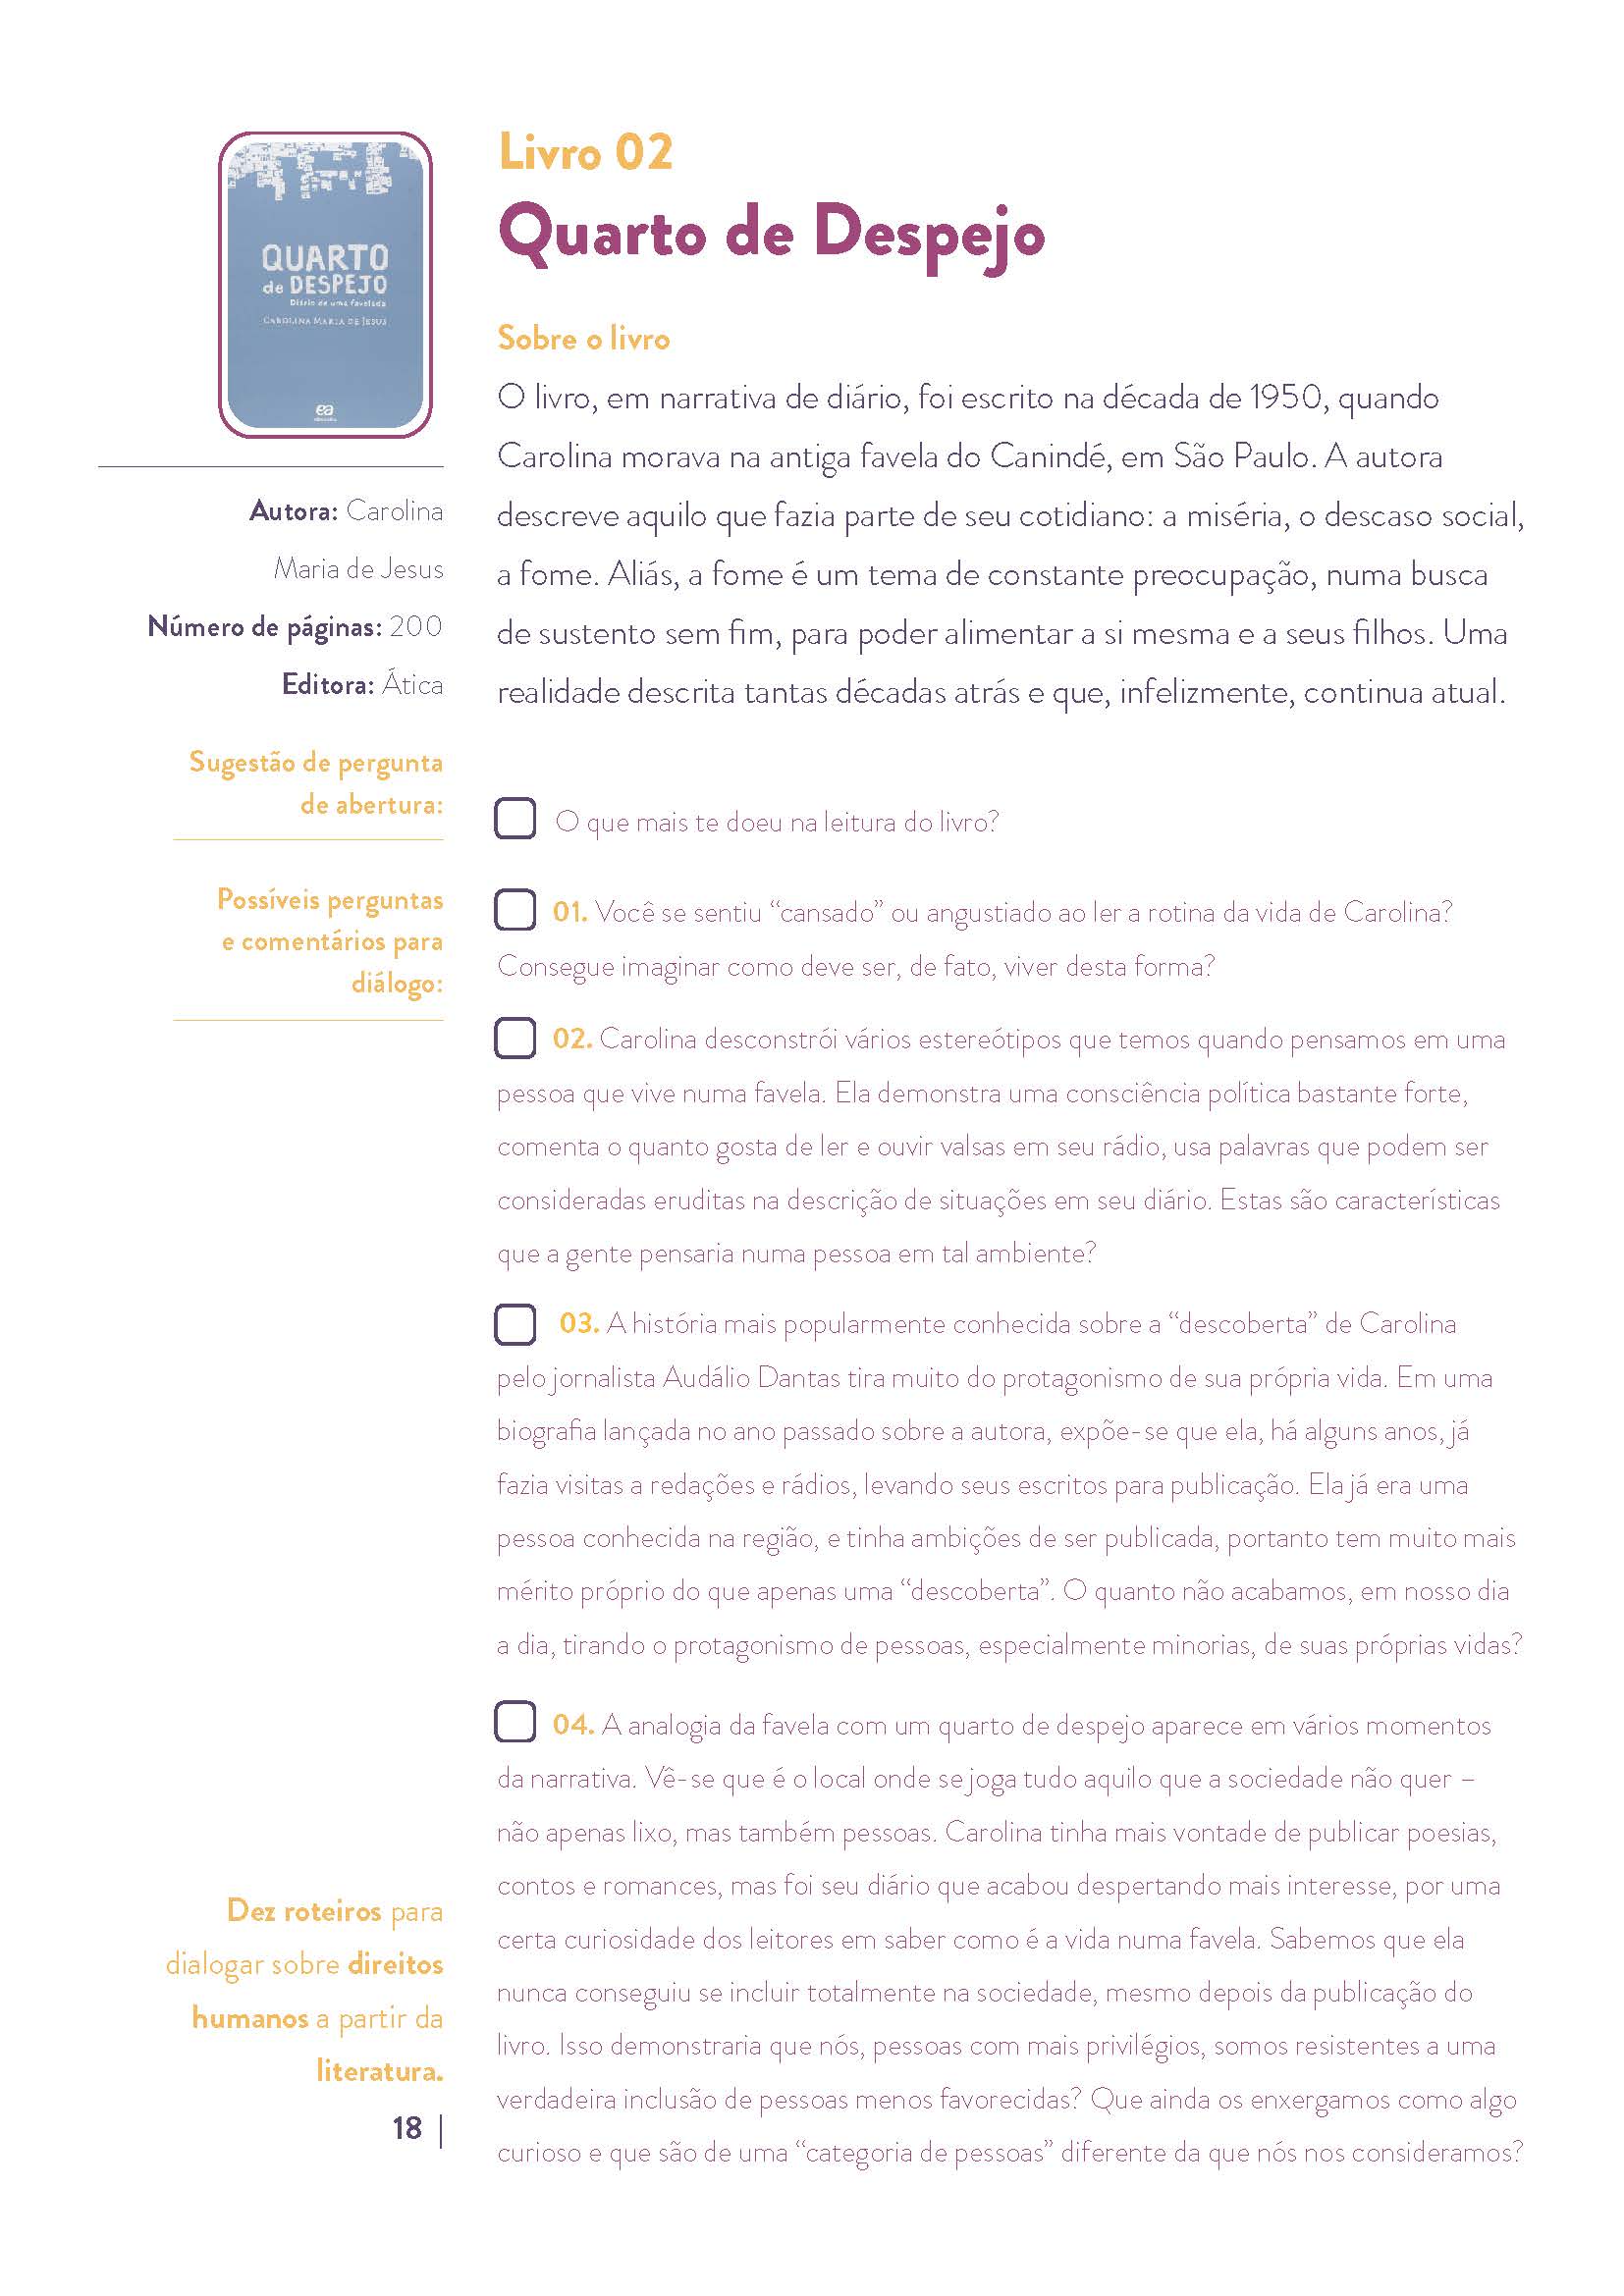 QUARTO
de DESPEJO
Diário de uma favelada
CAROLINA MARIA DE JESUS
Autora: Carolina
Maria de Jesus
Número de páginas: 200
Editora: Ática
Livro 02
Quarto de Despejo
Sobre o livro
O livro, em narrativa de diário, foi escrito na década de 1950, quando
Carolina morava na antiga favela do Canindé, em São Paulo. A autora
descreve aquilo que fazia parte de seu cotidiano: a miséria, o descaso social,
a fome. Aliás, a fome é um tema de constante preocupação, numa busca
de sustento sem fim, para poder alimentar a si mesma e a seus filhos. Uma
realidade descrita tantas décadas atrás e que, infelizmente, continua atual.
Sugestão de pergunta
de abertura:
O que mais te doeu na leitura do livro?
Possíveis perguntas
e comentários para
diálogo:
01. Você se sentiu “cansado” ou angustiado ao ler a rotina da vida de Carolina?
Consegue imaginar como deve ser, de fato, viver desta forma?
02. Carolina desconstrói vários estereótipos que temos quando pensamos em uma
pessoa que vive numa favela. Ela demonstra uma consciência política bastante forte,
comenta o quanto gosta de ler e ouvir valsas em seu rádio, usa palavras que podem ser
consideradas eruditas na descrição de situações em seu diário. Estas são características
que a gente pensaria numa pessoa em tal ambiente?
03. A história mais popularmente conhecida sobre a “descoberta” de Carolina
pelo jornalista Audálio Dantas tira muito do protagonismo de sua própria vida. Em uma
biografia lançada no ano passado sobre a autora, expõe-se que ela, há alguns anos, já
fazia visitas a redações e rádios, levando seus escritos para publicação. Ela já era uma
pessoa conhecida na região, e tinha ambições de ser publicada, portanto tem muito mais
mérito próprio do que apenas uma “descoberta”. O quanto não acabamos, em nosso dia
a dia, tirando o protagonismo de pessoas, especialmente minorias, de suas próprias vidas?
04. A analogia da favela com um quarto de despejo aparece em vários momentos
da narrativa. Vê-se que é o local onde se joga tudo aquilo que a sociedade não quer –
não apenas lixo, mas também pessoas. Carolina tinha mais vontade de publicar poesias,
contos e romances, mas foi seu diário que acabou despertando mais interesse, por uma
certa curiosidade dos leitores em saber como é a vida numa favela. Sabemos que ela
nunca conseguiu se incluir totalmente na sociedade, mesmo depois da publicação do
livro. Isso demonstraria que nós, pessoas com mais privilégios, somos resistentes a uma
verdadeira inclusão de pessoas menos favorecidas? Que ainda os enxergamos como algo
curioso e que são de uma “categoria de pessoas” diferente da que nós nos consideramos?
Dez roteiros para
dialogar sobre direitos
humanos a partir da
literatura.
18 |